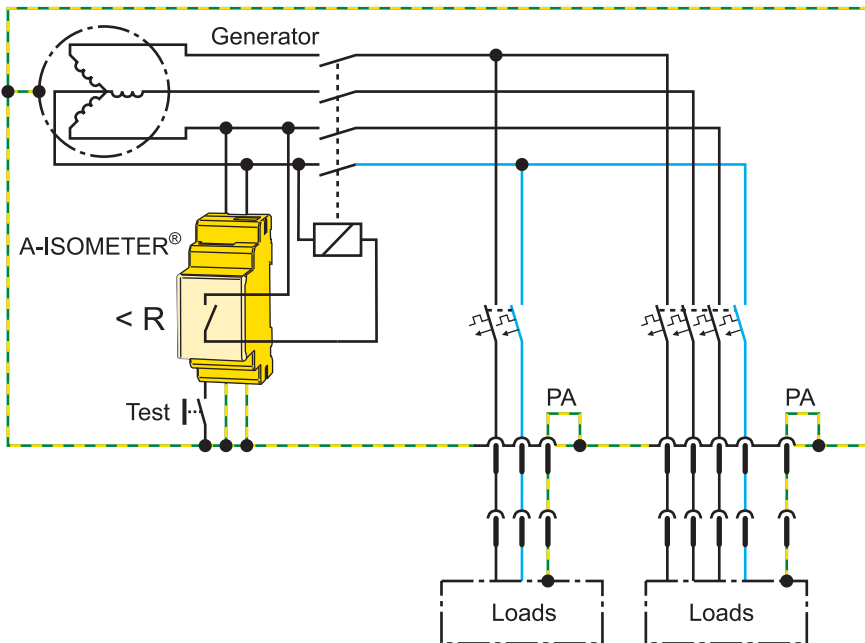 Generator
A-ISOMETER®
< R
Test
PA
PA
Loads
Loads